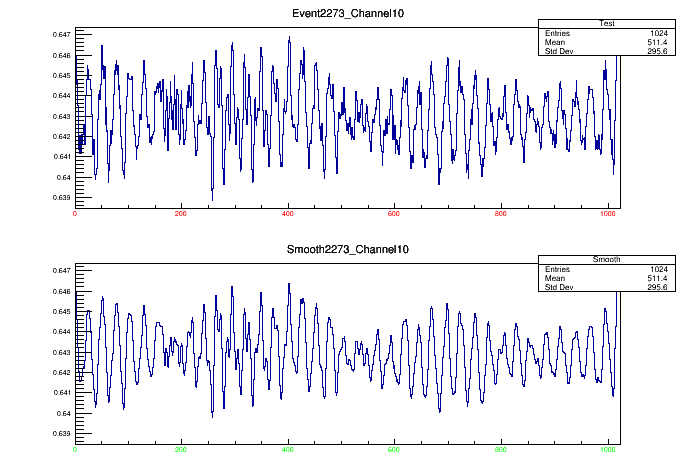 Event2273_Channel10
Test
Entries 1024
Mean 511.4
Std Dev 295.6
0.647
0.646
0.645
0.644
0.643
0.642
0.641
0.64
0.639
0 200 400 600 800 1000
Smooth2273_Channel10
Smooth
Entries 1024
Mean 511.4
Std Dev 295.6
0.647
0.646
0.645
0.644
0.643
0.642
0.641
0.64
0.639
0 200 400 600 800 1000